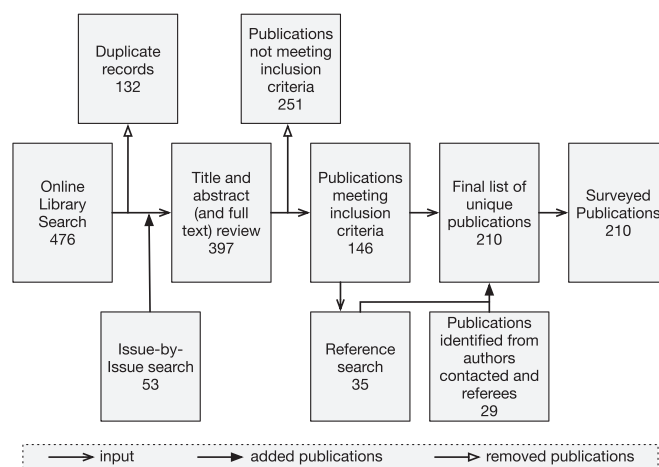 Duplicate
records
132
Publications
not meeting
inclusion
criteria
251
Online
Library
Search
476
Title and
abstract
(and full
text) review
397
Publications
meeting
inclusion
criteria
146
Final list of
unique
publications
210
Surveyed
Publications
210
Issue-by-
Issue search
53
Reference
search
35
Publications
identified from
authors
contacted and
referees
29
input
added publications
removed publications